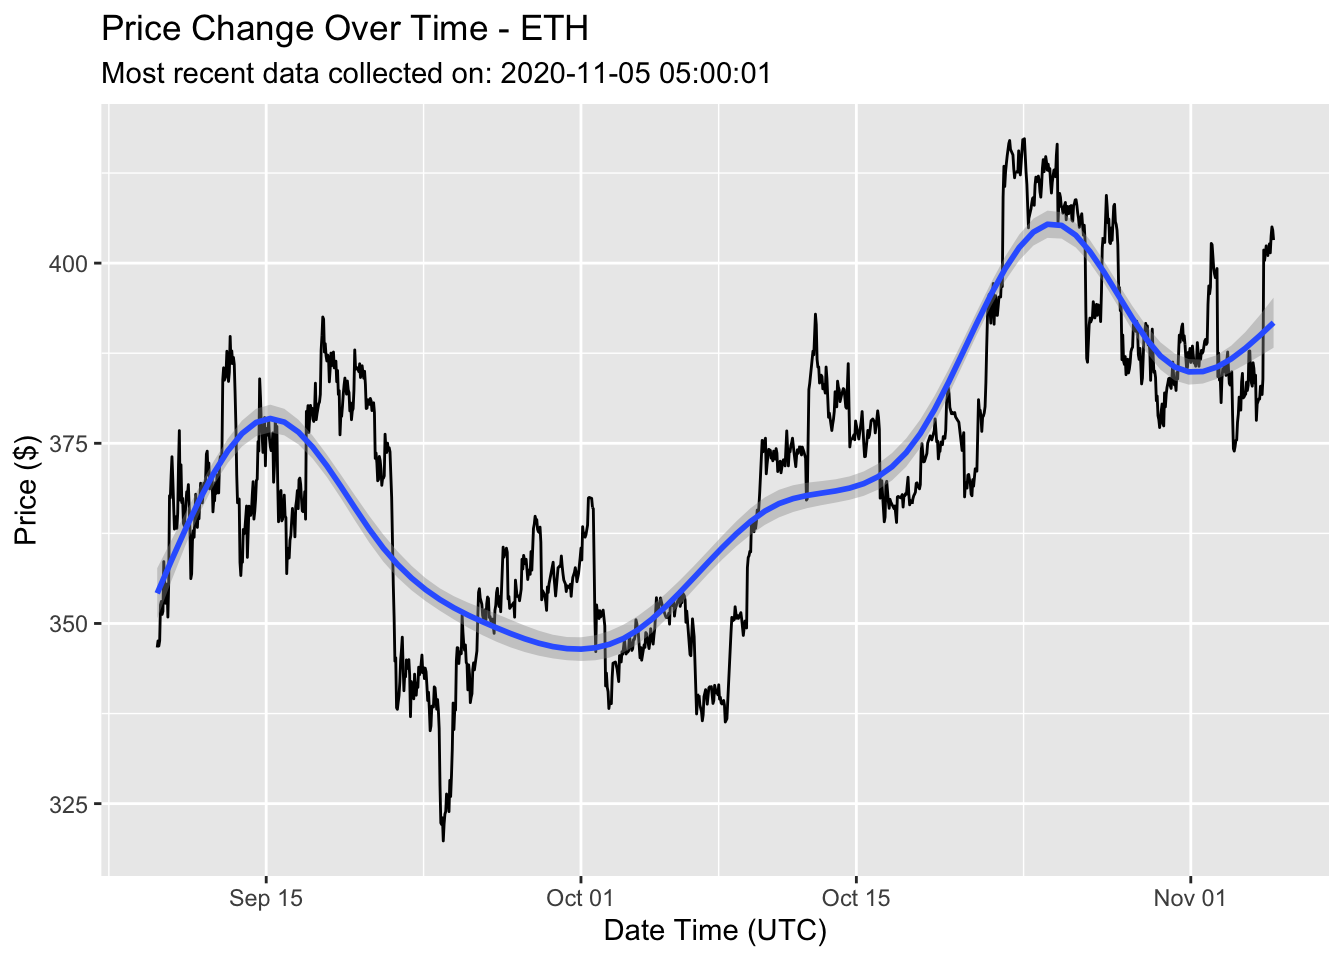 Price Change Over Time - ETH
Most recent data collected on: 2020-11-05 05:00:01
Price ($)
400
375
350
325
Sep 15
Oct 01
Oct 15
Nov 01
Date Time (UTC)